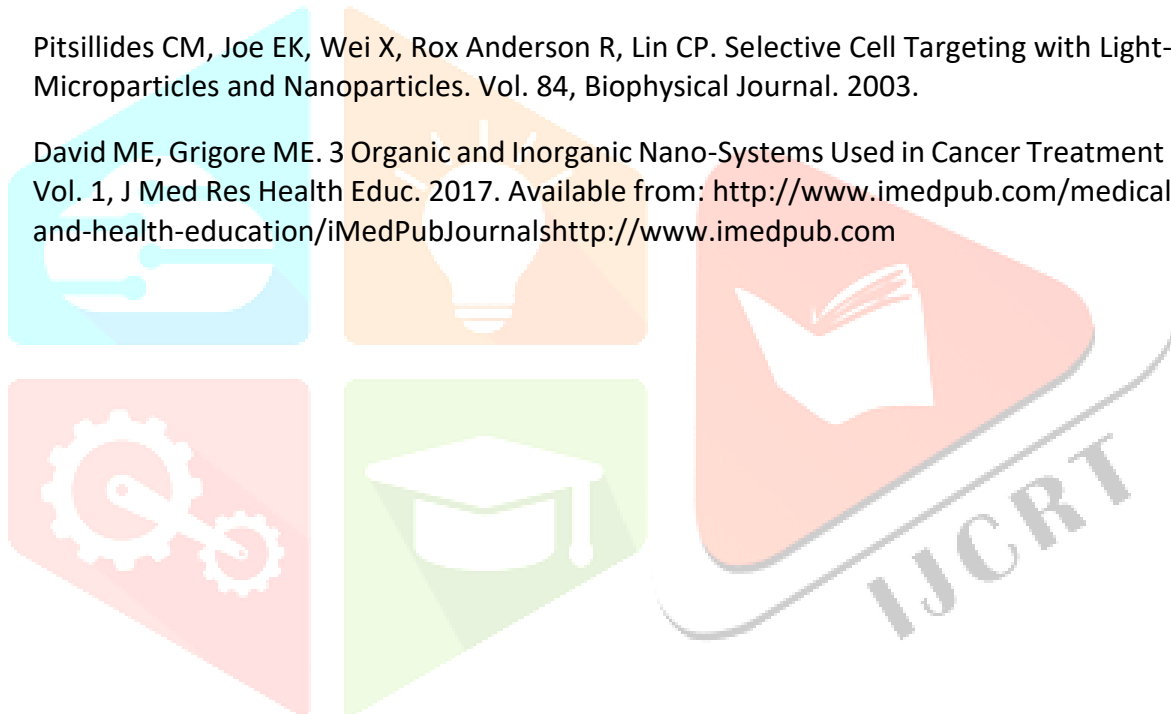 Pitsillides CM, Joe EK, Wei X, Rox Anderson R, Lin CP. Selective Cell Targeting with Light-
Microparticles and Nanoparticles. Vol. 84, Biophysical Journal. 2003.
David ME, Grigore ME. 3 Organic and Inorganic Nano-Systems Used in Cancer Treatment
Vol. 1, J Med Res Health Educ. 2017. Available from: http://www.imedpub.com/medical
and-health-education/iMedPubJournalshttp://www.imedpub.com
IJCRT